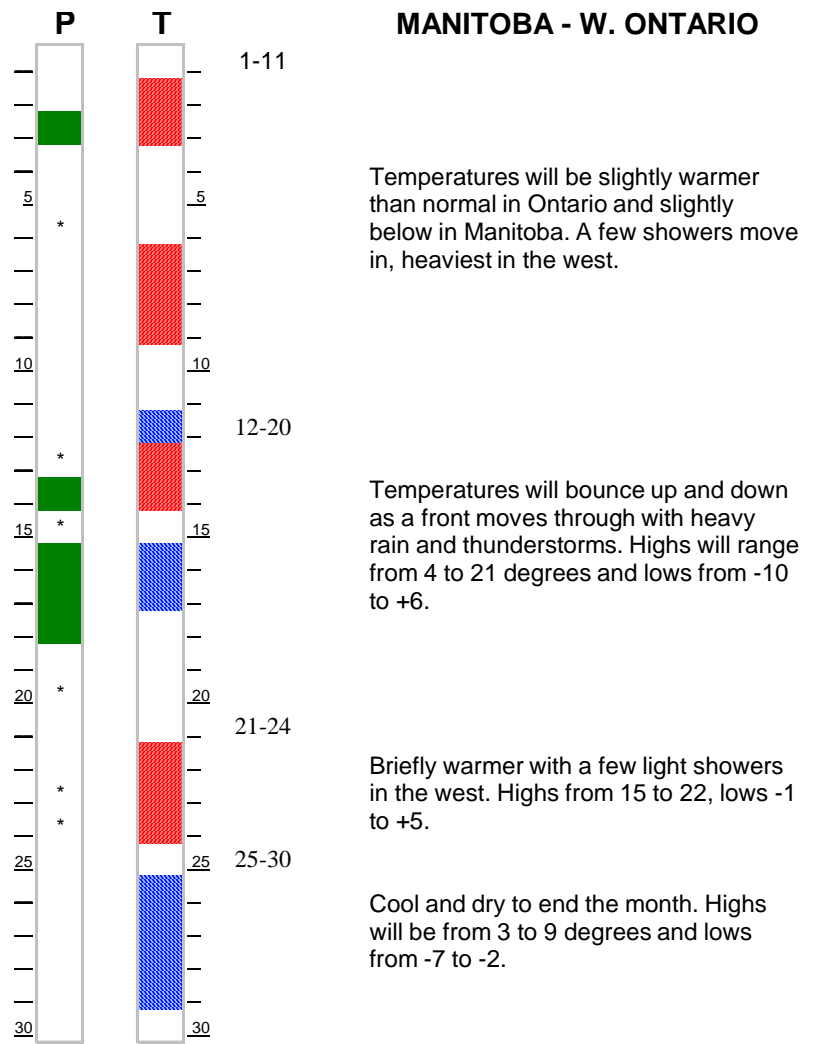 P T MANITOBA - W. ONTARIO
1-11
Temperatures will be slightly warmer
than normal in Ontario and slightly
5 5
below in Manitoba. A few showers move
*
in, heaviest in the west.
10 10
12-20
*
Temperatures will bounce up and down
as a front moves through with heavy
15 * 15
rain and thunderstorms. Highs will range
from 4 to 21 degrees and lows from -10
to +6.
20 * 20
21-24
Briefly warmer with a few light showers
*
in the west. Highs from 15 to 22, lows -1
*
to +5.
25 25 25-30
Cool and dry to end the month. Highs
will be from 3 to 9 degrees and lows
from -7 to -2.
30 30